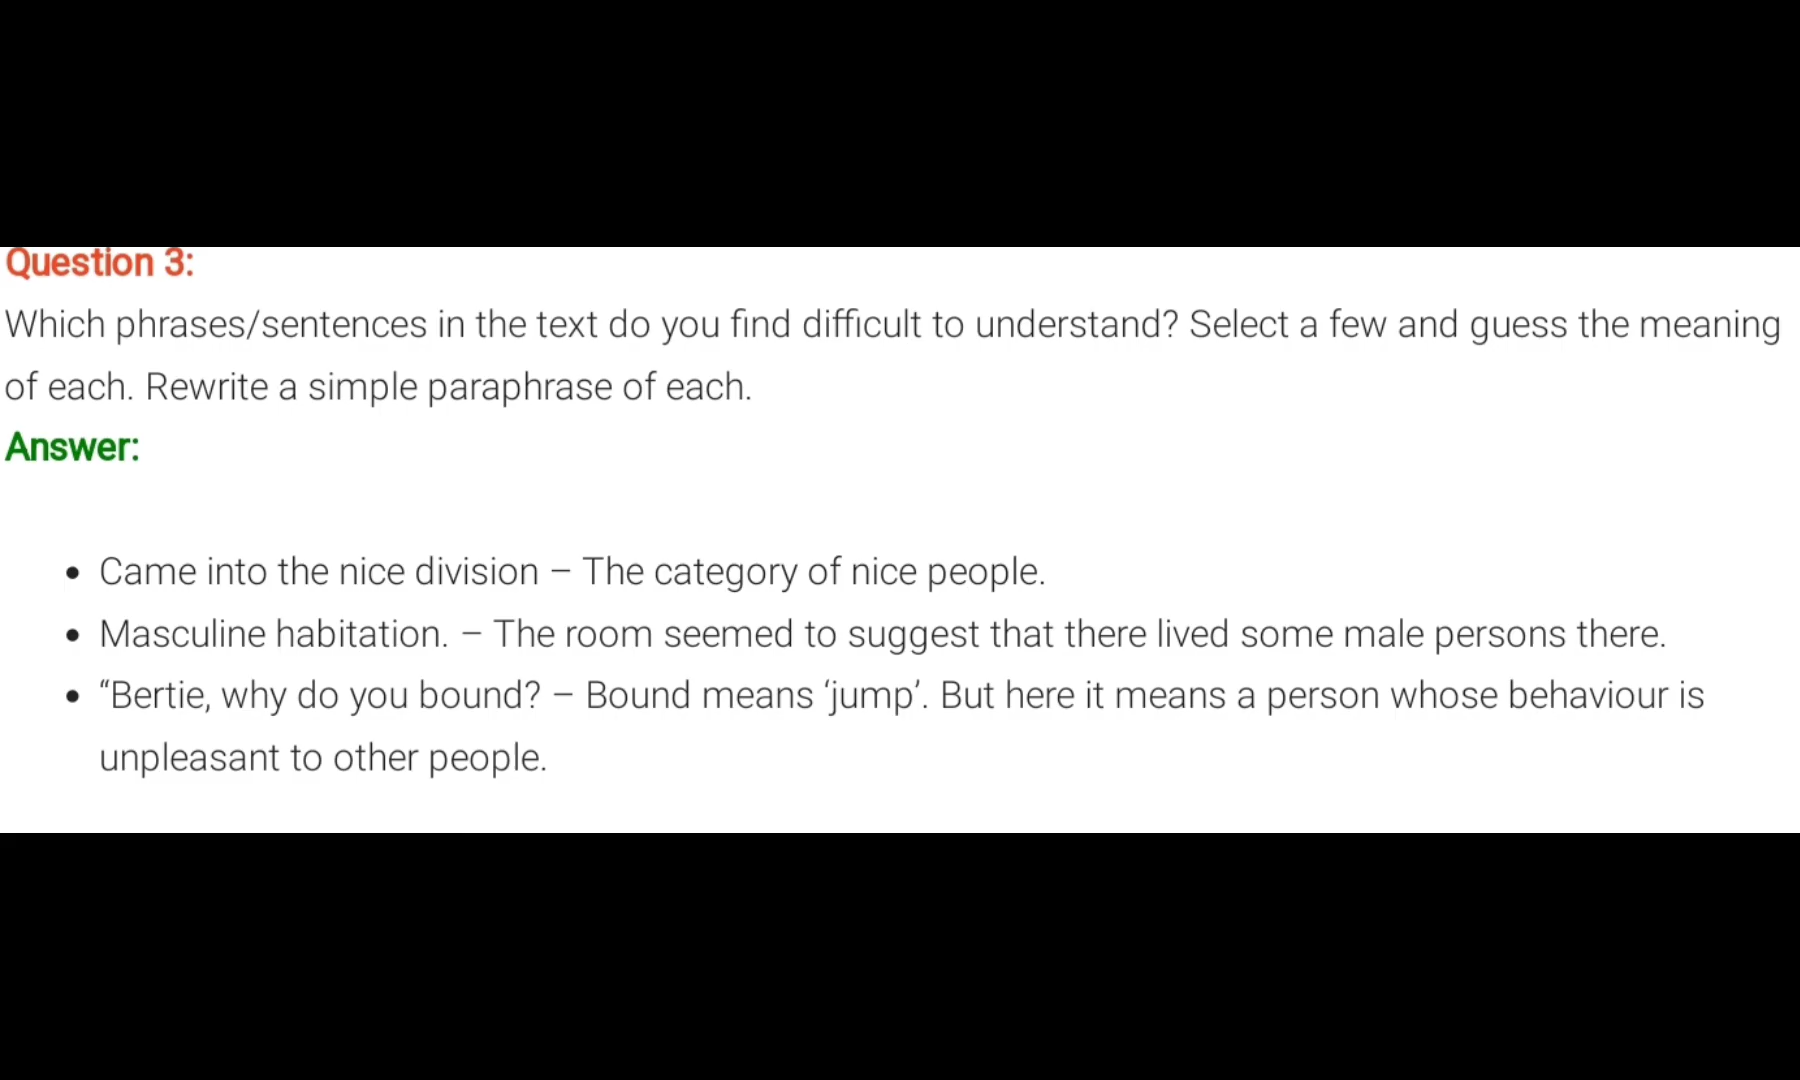 Question 3:
Which phrases/sentences in the text do you find difficult to understand? Select a few and guess the meaning
of each. Rewrite a simple paraphrase of each.
Answer:
• Came into the nice division – The category of nice people.
• Masculine habitation. – The room seemed to suggest that there lived some male persons there.
• “Bertie, why do you bound? – Bound means ‘jump’. But here it means a person whose behaviour is
unpleasant to other people.